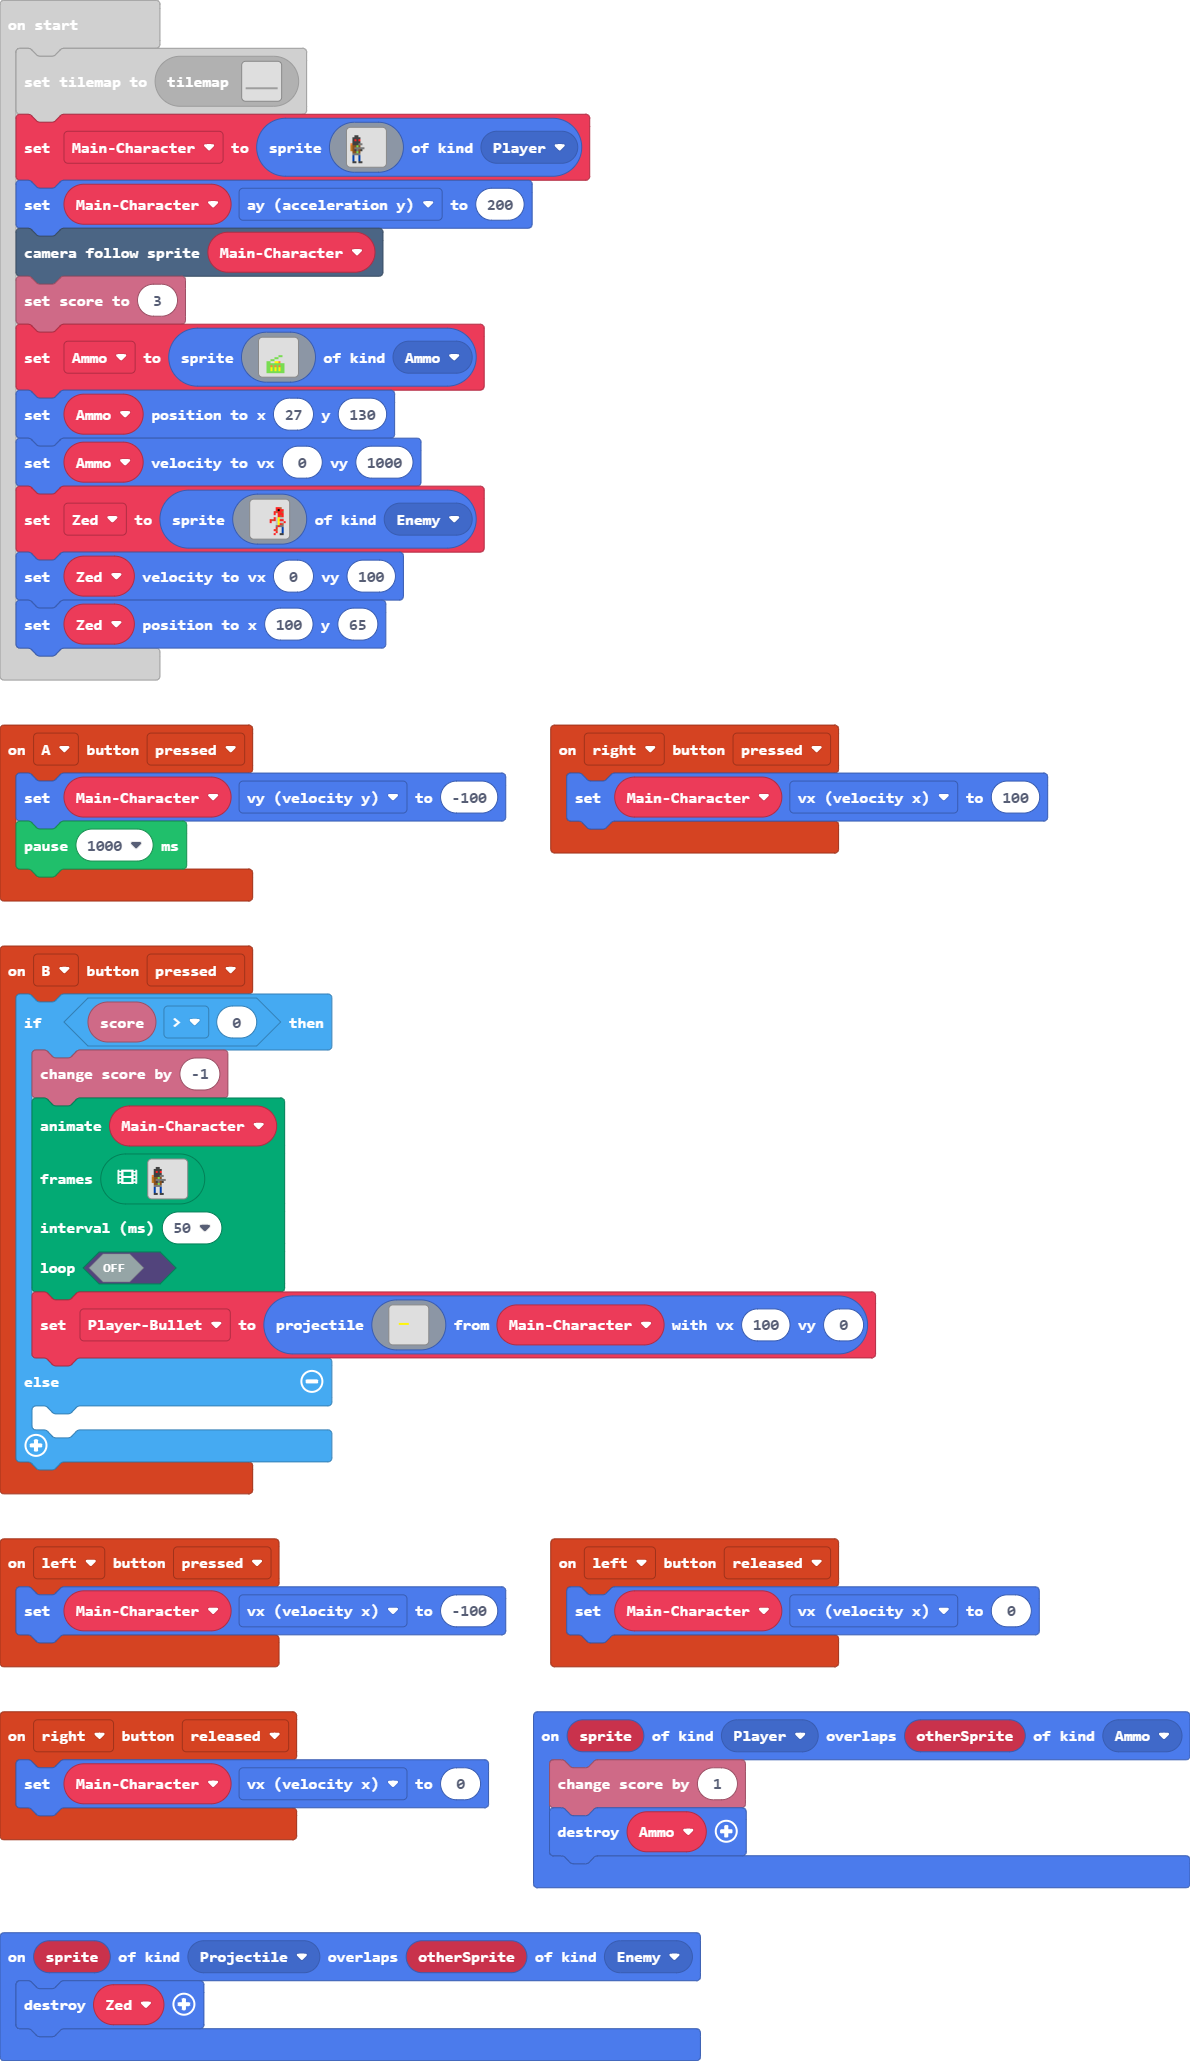 on start
set tilemap to tilemap
set Main-Character to sprite of kind Player
set Main-Character ay (acceleration y) to 200
camera follow sprite Main-Character
set score to 3
set Ammo to sprite of kind Ammo
set Ammo position to x 27 y 130
set Ammo velocity to vx 0 vy 1000
set Zed to sprite of kind Enemy
set Zed velocity to vx 0 vy 100
set Zed position to x 100 y 65
on A button pressed
set Main-Character vy (velocity y) to -100
pause 1000 ms
on right button pressed
set Main-Character vx (velocity x) to 100
on B button pressed
if score > 0 then
change score by -1
animate Main-Character
frames
interval (ms) 50
loop OFF
set Player-Bullet to projectile from Main-Character with vx 100 vy 0
else
on left button pressed
set Main-Character vx (velocity x) to -100
on left button released
set Main-Character vx (velocity x) to 0
on right button released
set Main-Character vx (velocity x) to 0
on sprite of kind Player overlaps otherSprite of kind Ammo
change score by 1
destroy Ammo
on sprite of kind Projectile overlaps otherSprite of kind Enemy
destroy Zed